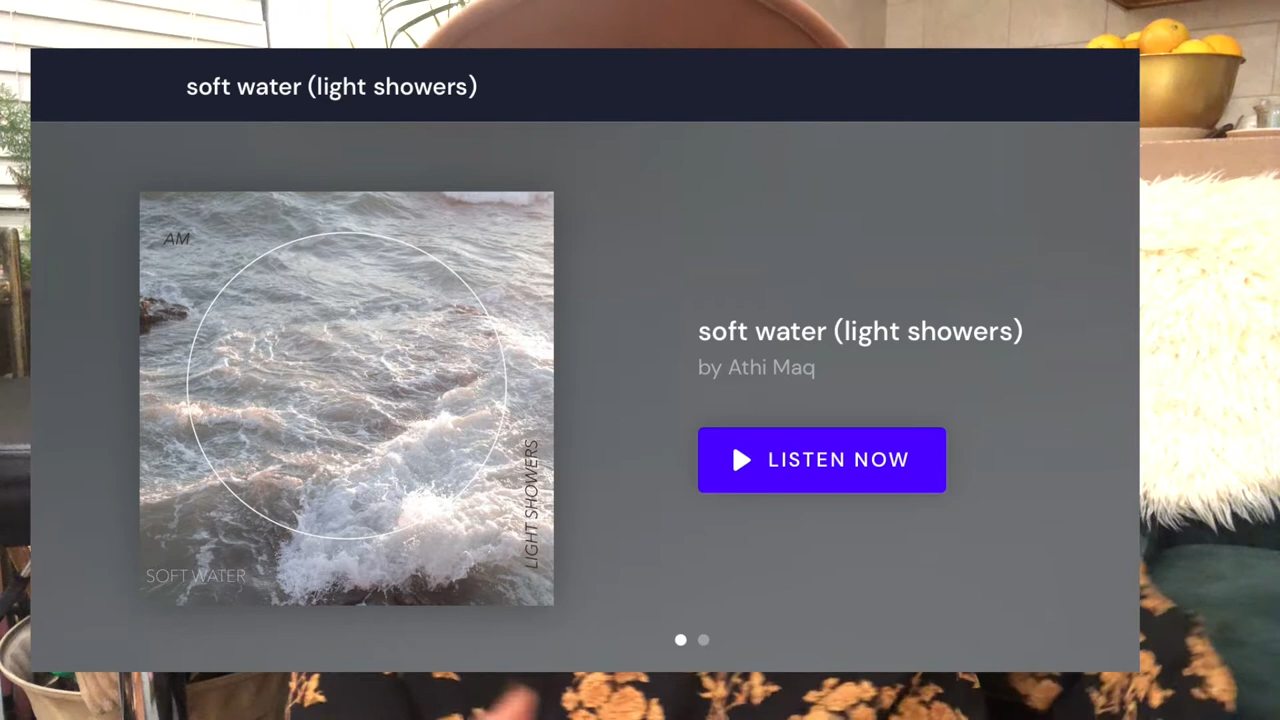 soft water (light showers)
AM
LIGHT SHOWERS
SOFT WATER
soft water (light showers)
by Athi Maq
LISTEN NOW